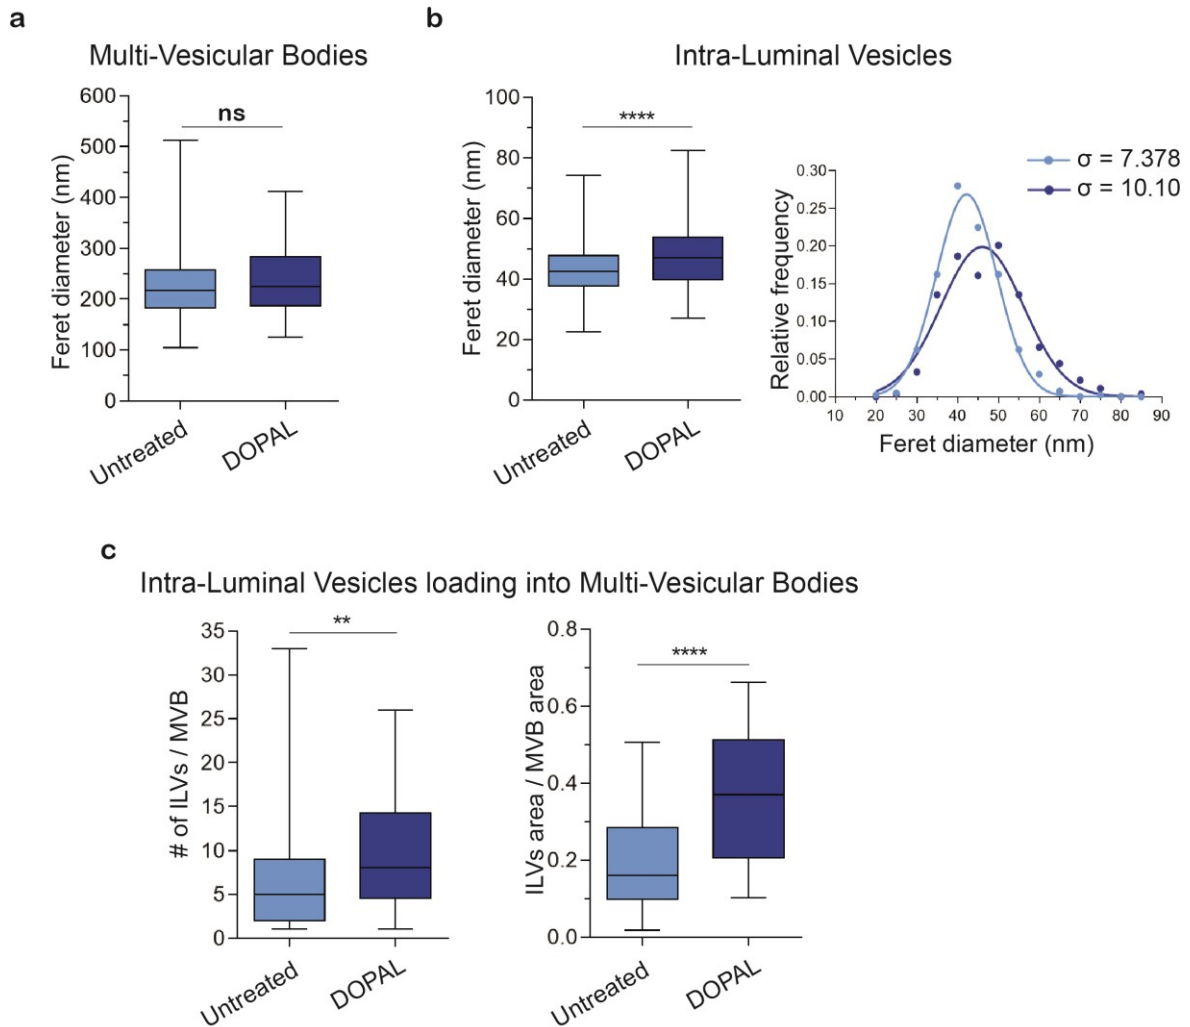 a
Multi-Vesicular Bodies
600
500
400
300
200
100
0
Feret diameter (nm)
ns
Untreated
DOPAL
b
Intra-Luminal Vesicles
100
80
60
40
20
0
Feret diameter (nm)
****
Untreated
DOPAL
σ = 7.378
σ = 10.10
0.30
0.25
0.20
0.15
0.10
0.05
0.00
Relative frequency
10 20 30 40 50 60 70 80 90
Feret diameter (nm)
c
Intra-Luminal Vesicles loading into Multi-Vesicular Bodies
35
30
25
20
15
10
5
0
# of ILVs / MVB
**
Untreated
DOPAL
0.8
0.6
0.4
0.2
0.0
ILVs area / MVB area
****
Untreated
DOPAL